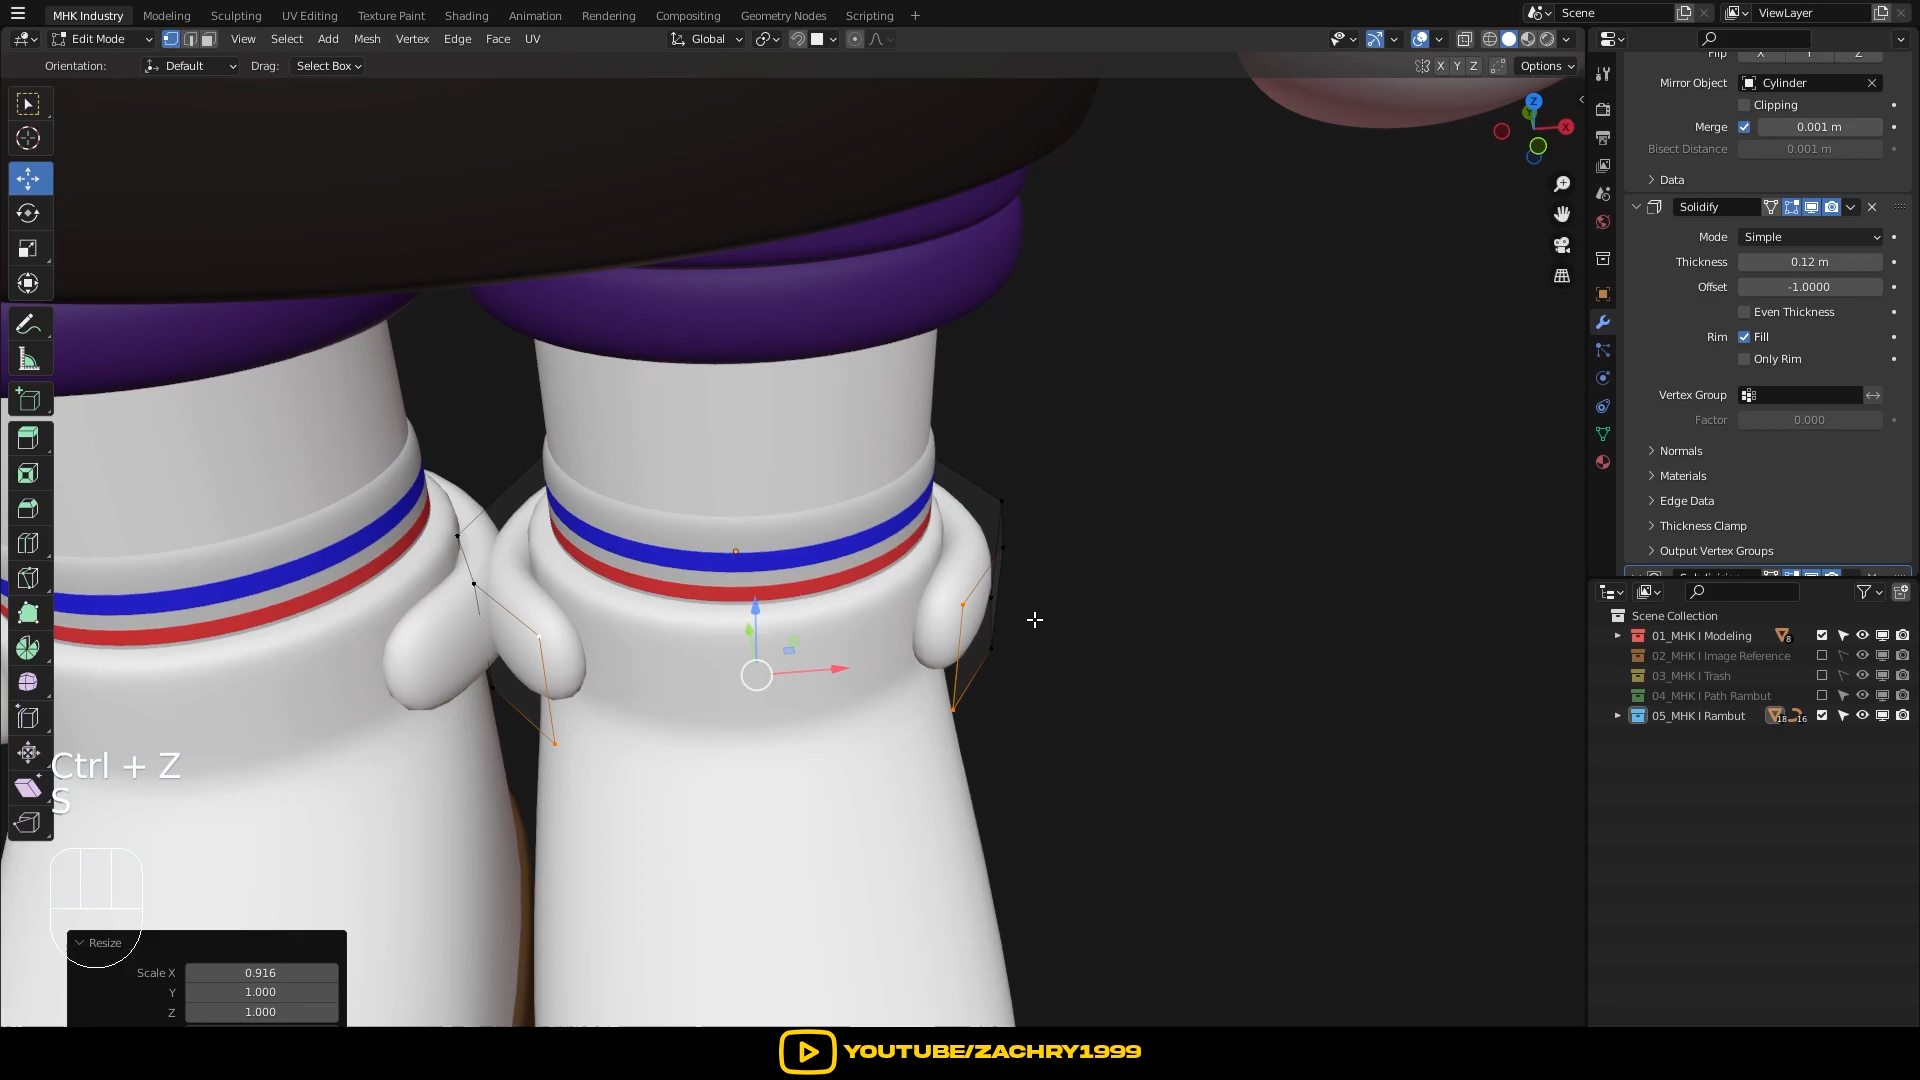 MHK Industry Modeling Sculpting UV Editing Texture Paint Shading Animation Rendering Compositing Geometry Nodes Scripting + Scene ViewLayer
Edit Mode View Select Add Mesh Vertex Edge Face UV Global
Orientation: Default Drag: Select Box X Y Z Options
Flip X Y Z
Mirror Object Cylinder
Clipping
Merge 0.001 m
Bisect Distance 0.001 m
Data
Solidify
Mode Simple
Thickness 0.12 m
Offset -1.0000
Even Thickness
Rim Fill
Only Rim
Vertex Group
Factor 0.000
Normals
Materials
Edge Data
Thickness Clamp
Output Vertex Groups
Z
X
Scene Collection
01_MHK I Modeling 8
02_MHK I Image Reference
03_MHK I Trash
04_MHK I Path Rambut
05_MHK I Rambut 18 16
Ctrl + Z
S
Resize
Scale X 0.916
Y 1.000
Z 1.000
YOUTUBE/ZACHRY1999